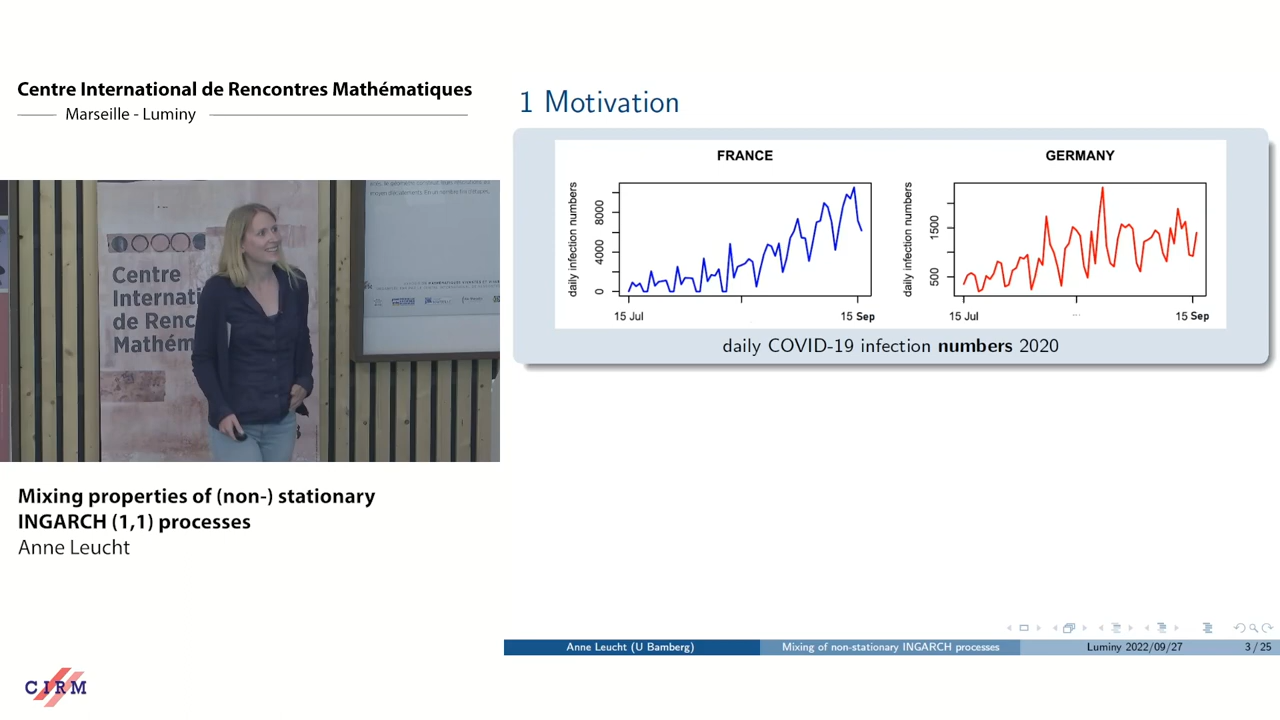 Centre International de Rencontres Mathématiques
Marseille - Luminy
Centre
Internati
de Renc
Mathém
Mixing properties of (non-) stationary
INGARCH (1,1) processes
Anne Leucht
CIRM
1 Motivation
FRANCE
daily infection numbers
0 4000 8000
15 Jul 15 Sep
GERMANY
daily infection numbers
500 1500
15 Jul ... 15 Sep
daily COVID-19 infection numbers 2020
Anne Leucht (U Bamberg) Mixing of non-stationary INGARCH processes Luminy 2022/09/27 3 / 25